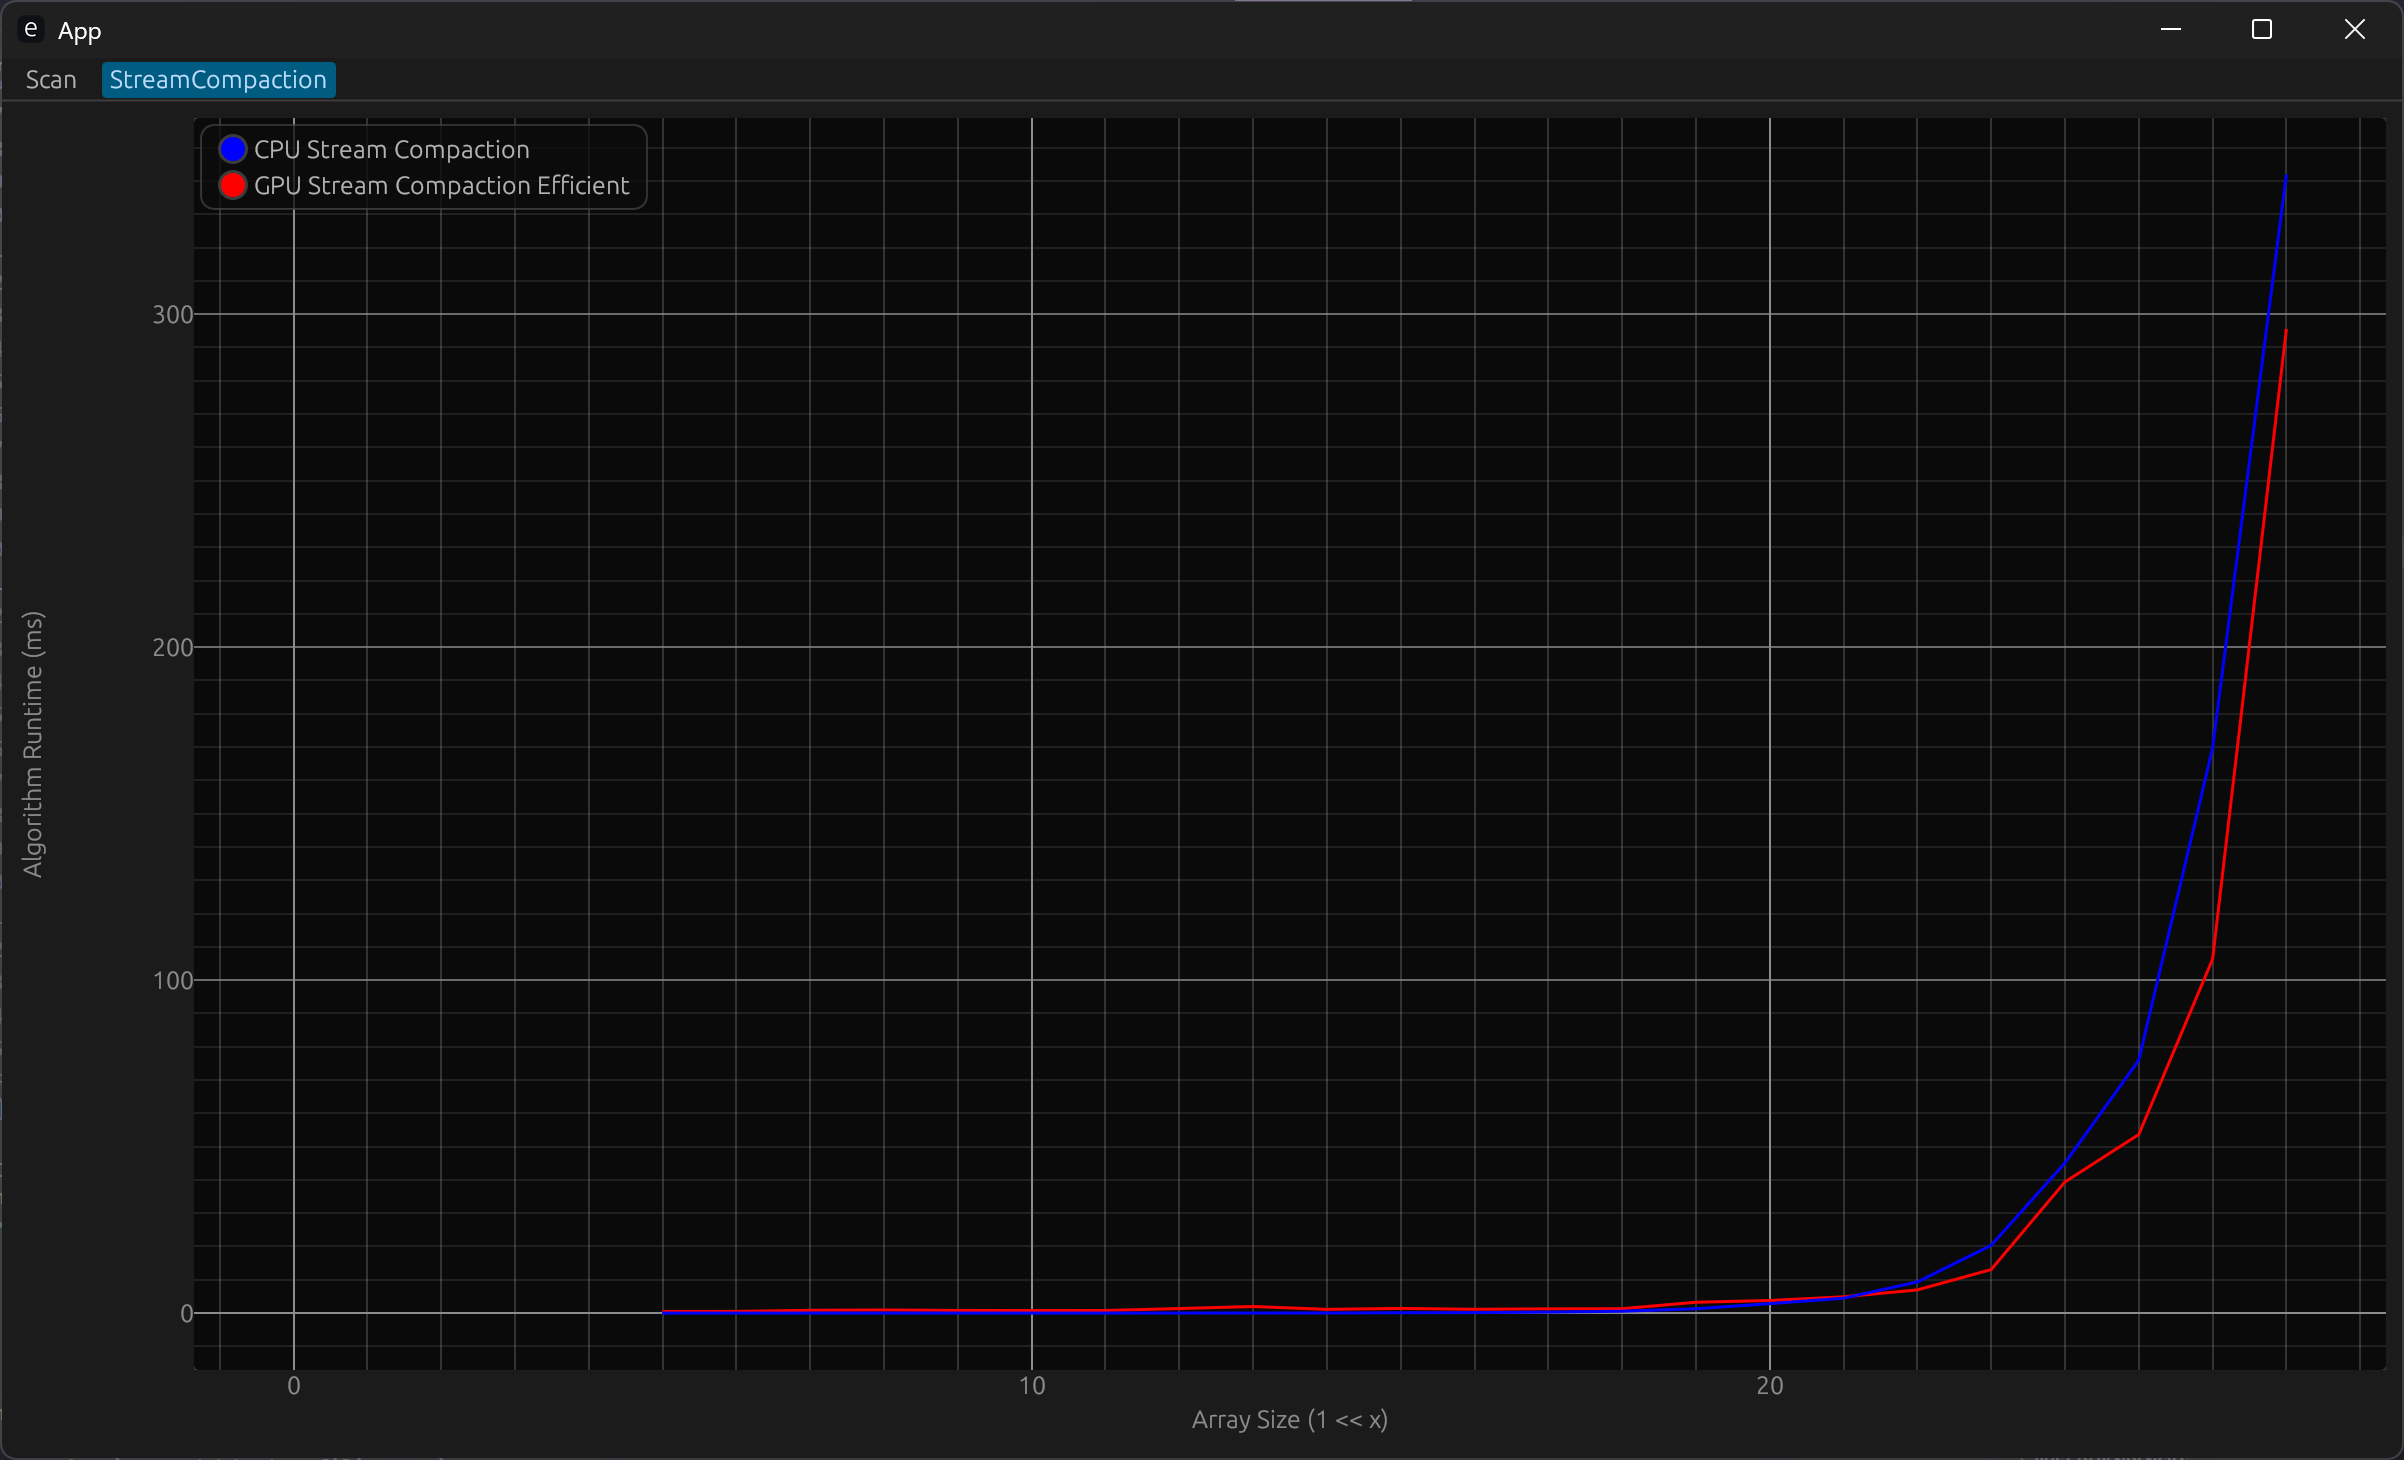 e App
Scan StreamCompaction
CPU Stream Compaction
GPU Stream Compaction Efficient
300
200
100
0
Algorithm Runtime (ms)
0 10 20
Array Size (1 << x)